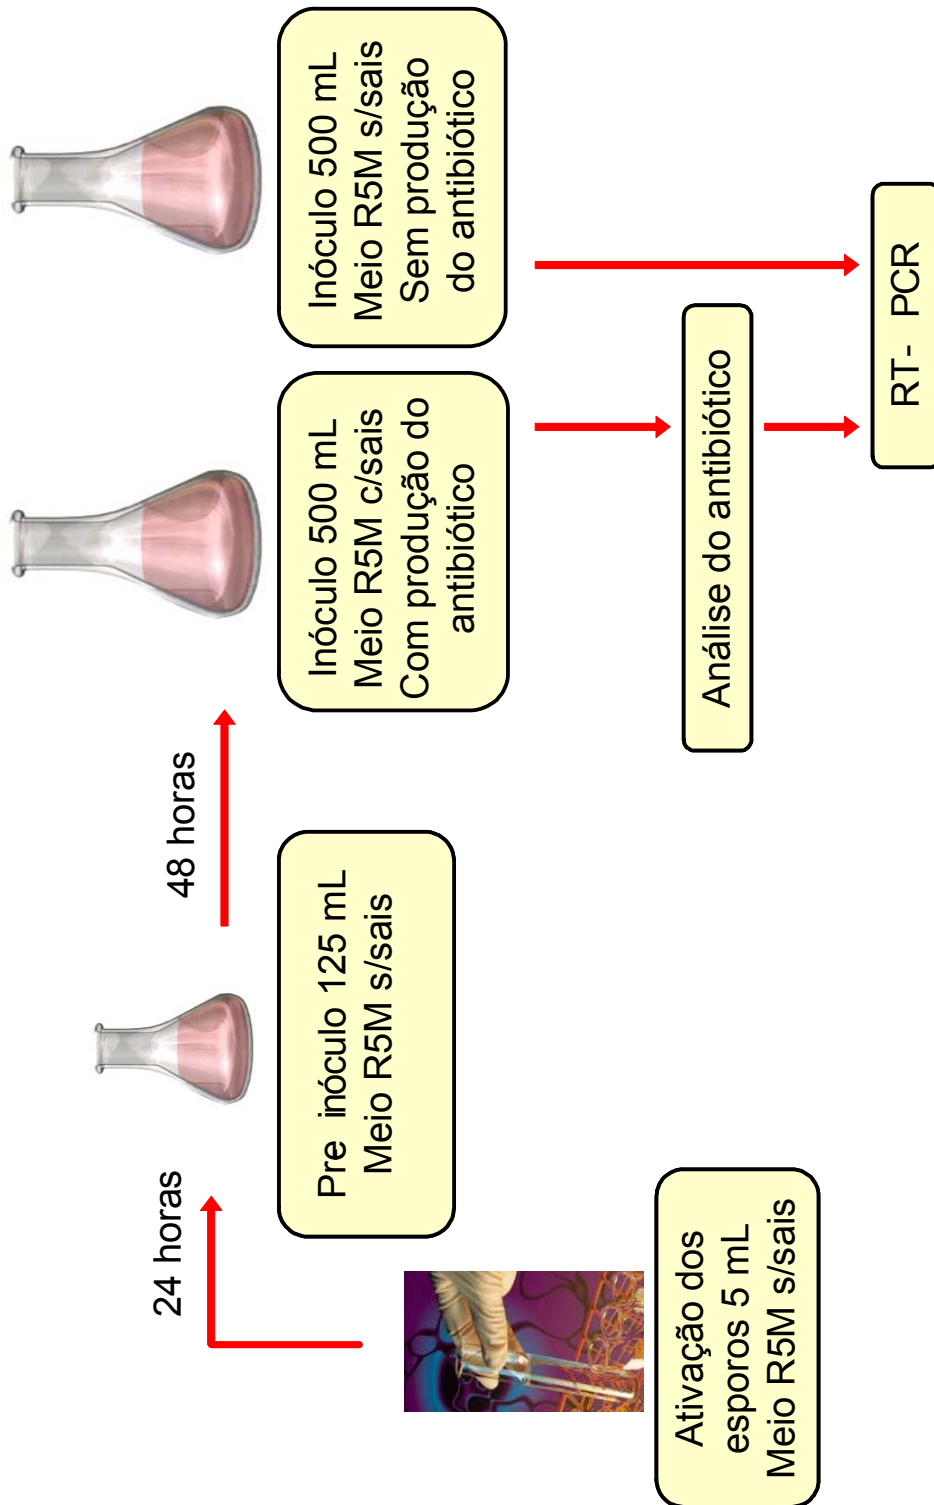 24 horas
48 horas
Ativação dos
esporos 5 mL
Meio R5M s/sais
Pre inóculo 125 mL
Meio R5M s/sais
Inóculo 500 mL
Meio R5M c/sais
Com produção do
antibiótico
Inóculo 500 mL
Meio R5M s/sais
Sem produção
do antibiótico
Análise do antibiótico
RT- PCR